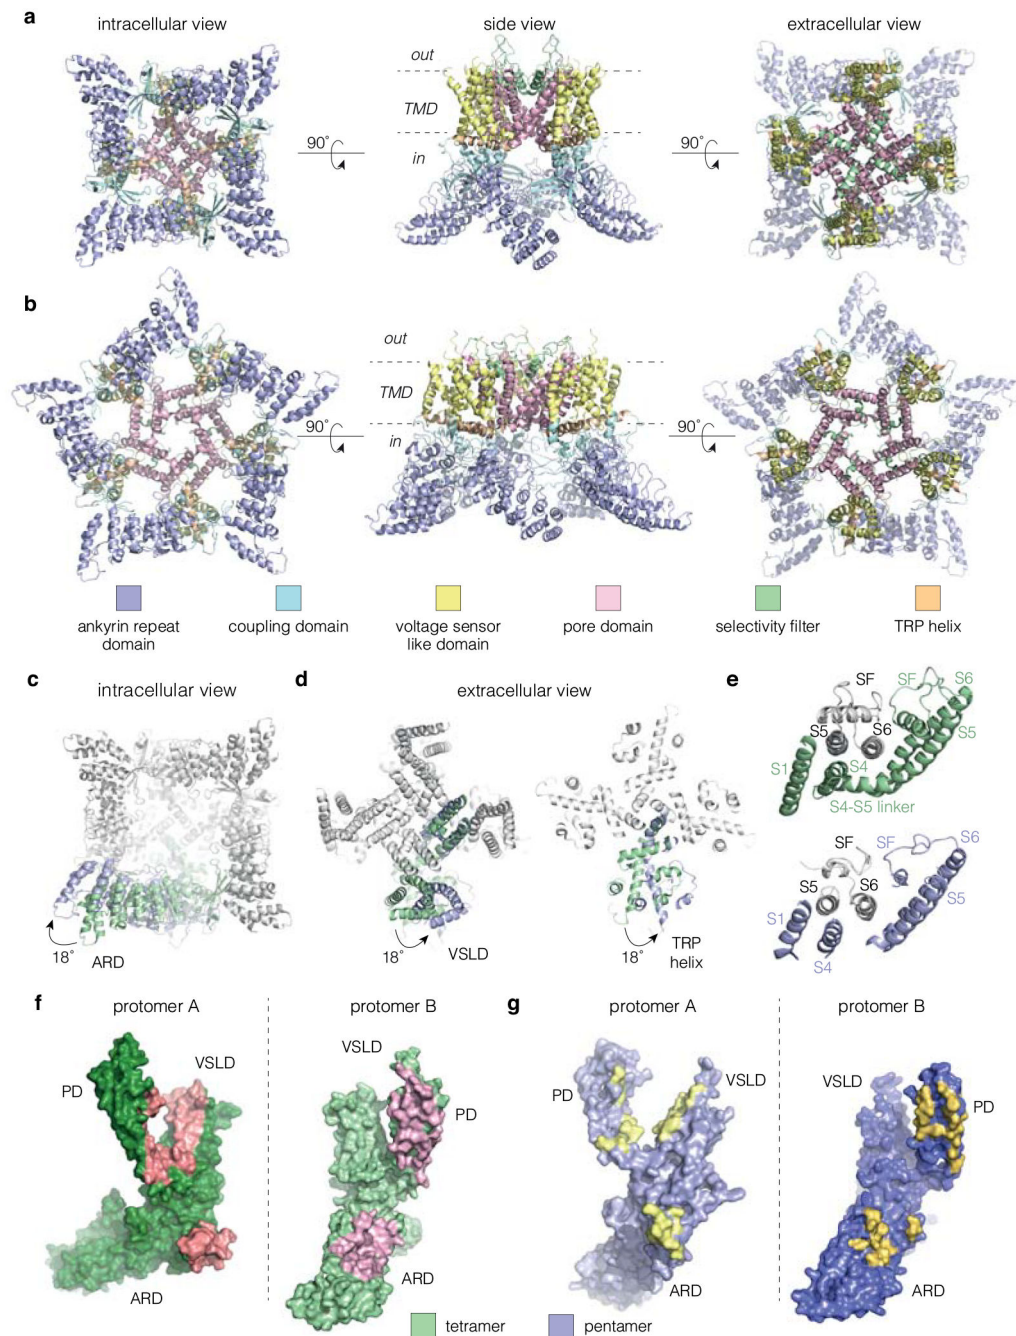 a
intracellular view
side view
extracellular view
out
TMD
in
90°
90°
b
out
TMD
in
90°
90°
ankyrin repeat
domain
coupling domain
voltage sensor
like domain
pore domain
selectivity filter
TRP helix
c
intracellular view
18°
ARD
d
extracellular view
18°
VSLD
18°
TRP
helix
e
SF
SF
S6
S5
S6
S5
S1
S4
S4-S5 linker
SF
SF
S6
S5
S6
S5
S1
S4
f
protomer A
protomer B
PD
VSLD
ARD
VSLD
PD
ARD
g
protomer A
protomer B
PD
VSLD
ARD
VSLD
PD
ARD
tetramer
pentamer